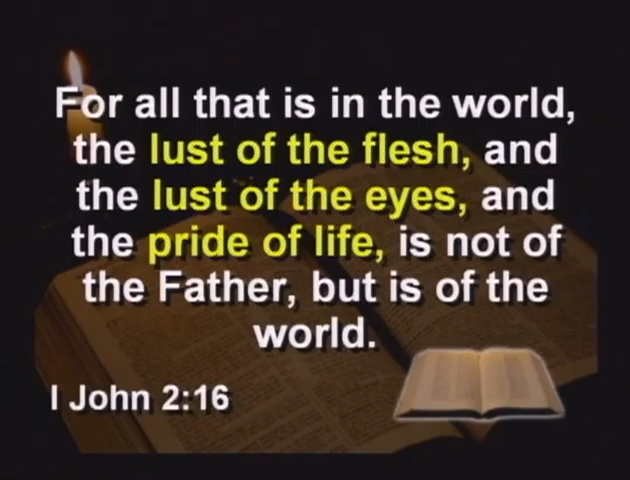 For all that is in the world,
the lust of the flesh, and
the lust of the eyes, and
the pride of life, is not of
the Father, but is of the
world.
I John 2:16